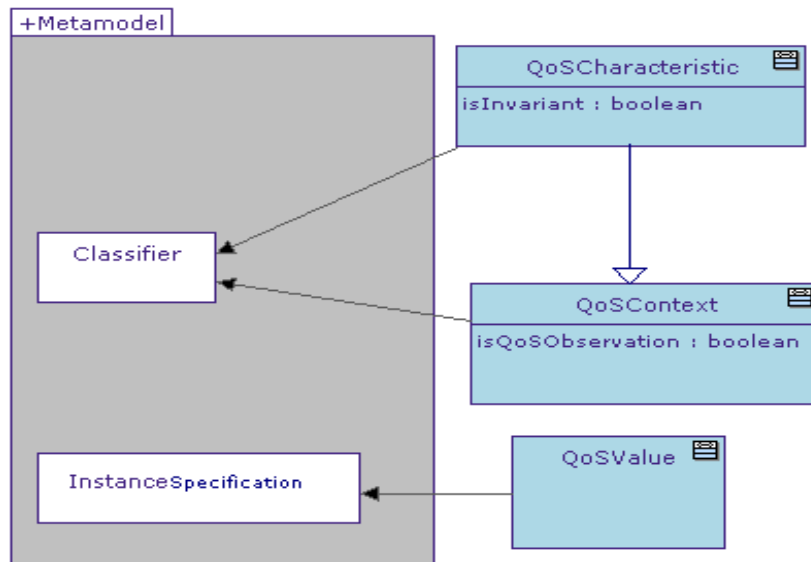 +Metamodel
QoSCharacteristic
isInvariant : boolean
Classifier
QoSContext
isQoSObservation : boolean
InstanceSpecification
QoSValue